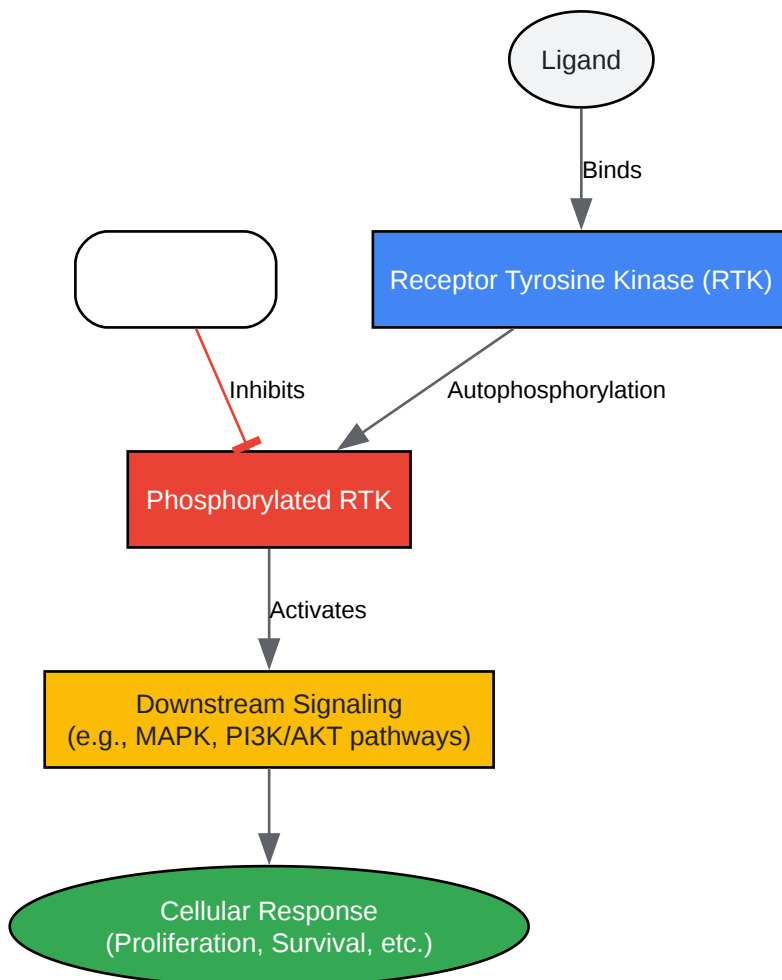 Ligand
Binds
Receptor Tyrosine Kinase (RTK)
Inhibits
Autophosphorylation
Phosphorylated RTK
Activates
Downstream Signaling
(e.g., MAPK, PI3K/AKT pathways)
Cellular Response
(Proliferation, Survival, etc.)